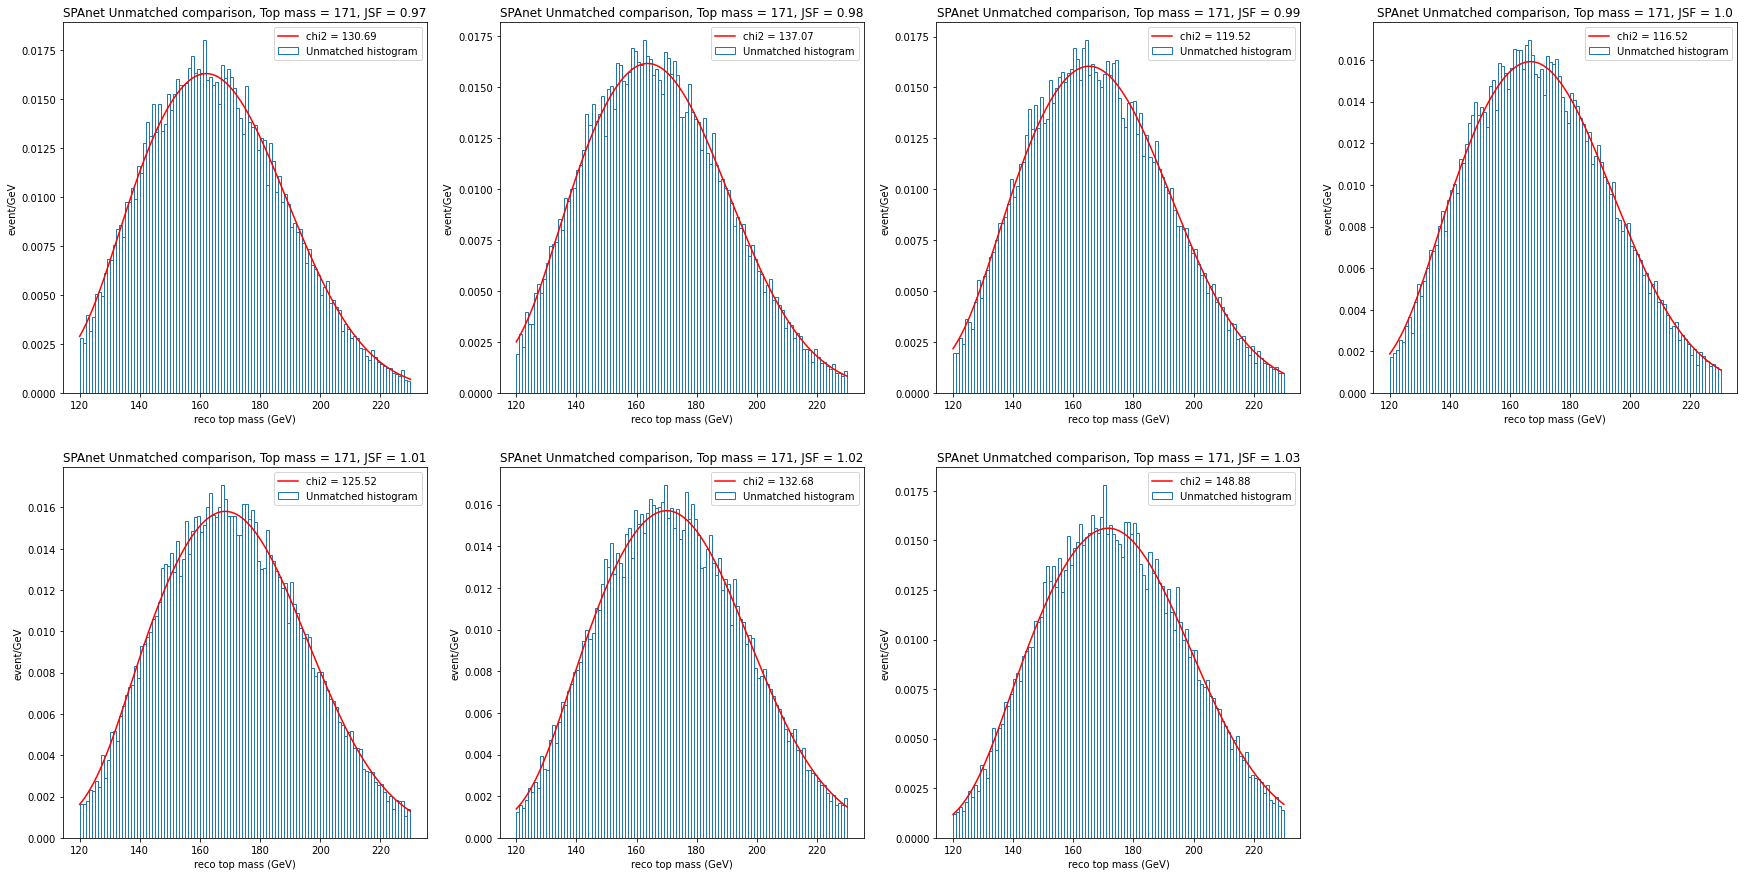 SPAnet Unmatched comparison, Top mass = 171, JSF = 0.97
chi2 = 130.69
Unmatched histogram
event/GeV
0.0175
0.0150
0.0125
0.0100
0.0075
0.0050
0.0025
0.0000
120 140 160 180 200 220
reco top mass (GeV)
SPAnet Unmatched comparison, Top mass = 171, JSF = 0.98
chi2 = 137.07
Unmatched histogram
event/GeV
0.0175
0.0150
0.0125
0.0100
0.0075
0.0050
0.0025
0.0000
120 140 160 180 200 220
reco top mass (GeV)
SPAnet Unmatched comparison, Top mass = 171, JSF = 0.99
chi2 = 119.52
Unmatched histogram
event/GeV
0.0175
0.0150
0.0125
0.0100
0.0075
0.0050
0.0025
0.0000
120 140 160 180 200 220
reco top mass (GeV)
SPAnet Unmatched comparison, Top mass = 171, JSF = 1.0
chi2 = 116.52
Unmatched histogram
event/GeV
0.016
0.014
0.012
0.010
0.008
0.006
0.004
0.002
0.000
120 140 160 180 200 220
reco top mass (GeV)
SPAnet Unmatched comparison, Top mass = 171, JSF = 1.01
chi2 = 125.52
Unmatched histogram
event/GeV
0.016
0.014
0.012
0.010
0.008
0.006
0.004
0.002
0.000
120 140 160 180 200 220
reco top mass (GeV)
SPAnet Unmatched comparison, Top mass = 171, JSF = 1.02
chi2 = 132.68
Unmatched histogram
event/GeV
0.016
0.014
0.012
0.010
0.008
0.006
0.004
0.002
0.000
120 140 160 180 200 220
reco top mass (GeV)
SPAnet Unmatched comparison, Top mass = 171, JSF = 1.03
chi2 = 148.88
Unmatched histogram
event/GeV
0.0175
0.0150
0.0125
0.0100
0.0075
0.0050
0.0025
0.0000
120 140 160 180 200 220
reco top mass (GeV)